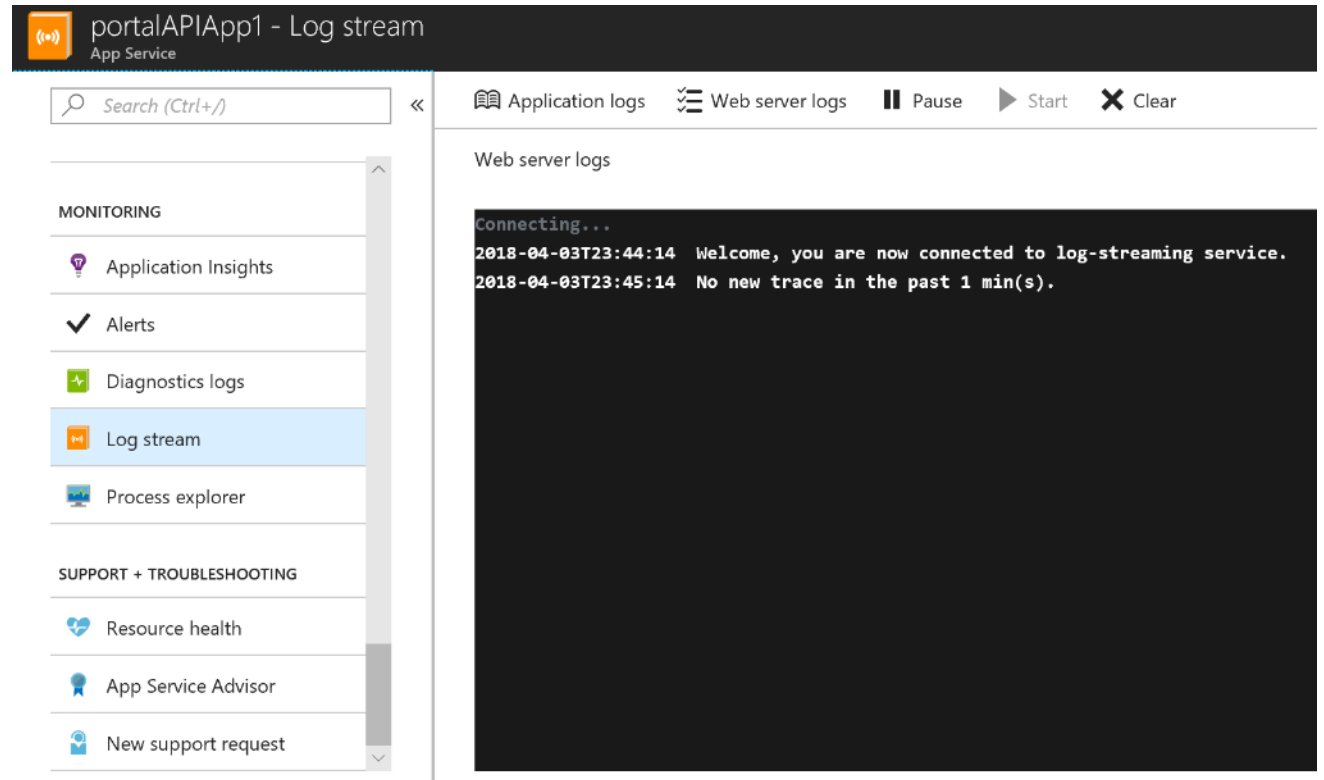 portalAPIApp1 - Log stream
App Service
Search (Ctrl+/)
«
MONITORING
Application Insights
Alerts
Diagnostics logs
Log stream
Process explorer
SUPPORT + TROUBLESHOOTING
Resource health
App Service Advisor
New support request
Application logs Web server logs Pause Start Clear
Web server logs
Connecting...
2018-04-03T23:44:14 Welcome, you are now connected to log-streaming service.
2018-04-03T23:45:14 No new trace in the past 1 min(s).